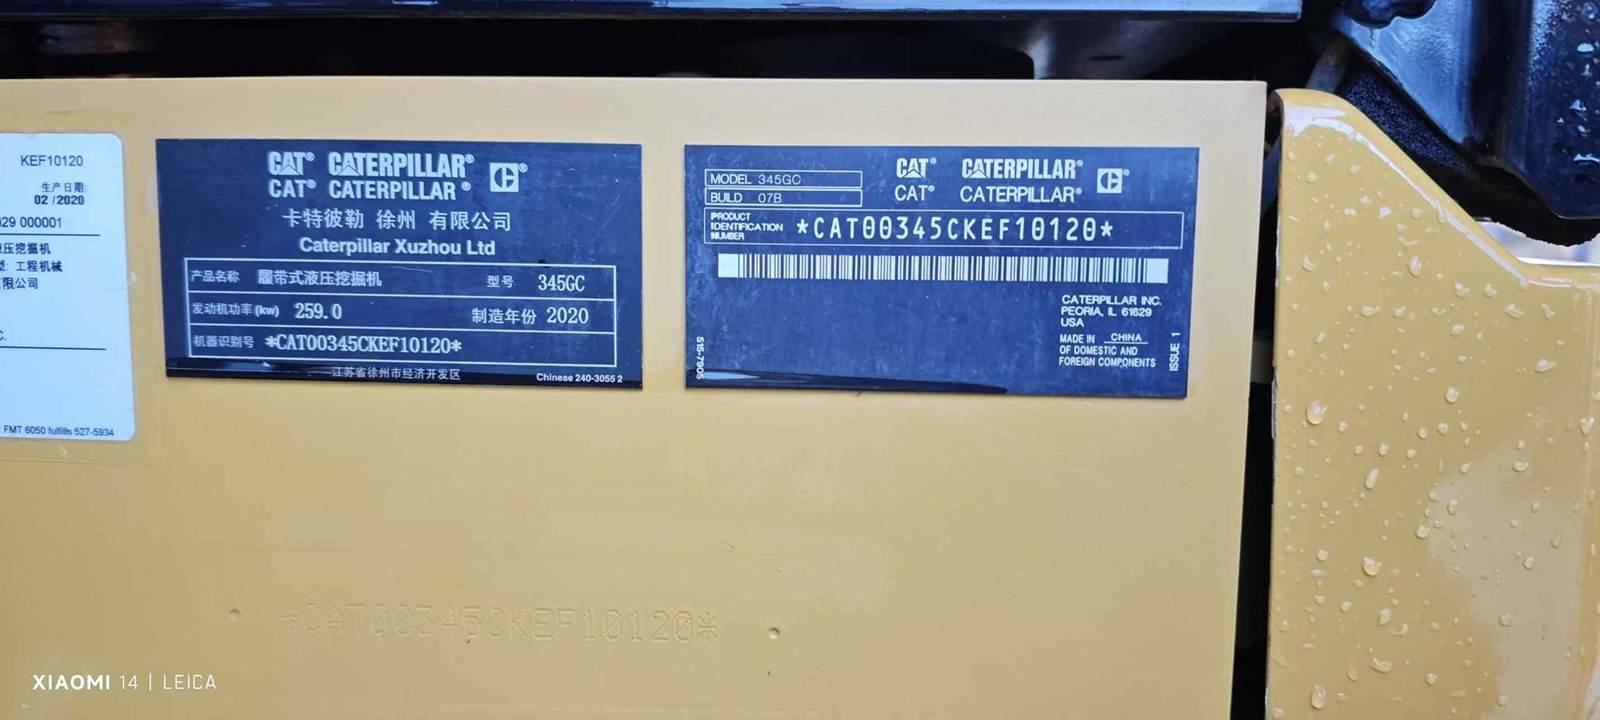 KEF10120
生产日期:
02 /2020
029 000001
压挖掘机
型: 工程机械
限公司
C.
FMT 6050 fulfills 527-5934
CAT® CATERPILLAR®
CAT® CATERPILLAR®
卡特彼勒 徐州 有限公司
Caterpillar Xuzhou Ltd
产品名称 履带式液压挖掘机 型号 345GC
发动机功率(kw) 259.0 制造年份 2020
机器识别号 *CAT00345CKEF10120*
江苏省徐州市经济开发区 Chinese 240-3055 2
MODEL 345GC
BUILD 07B
CAT® CATERPILLAR®
CAT® CATERPILLAR®
PRODUCT
IDENTIFICATION
NUMBER
*CAT00345CKEF10120*
CATERPILLAR INC.
PEORIA, IL 61629
USA
MADE IN CHINA
OF DOMESTIC AND
FOREIGN COMPONENTS
515-7905
ISSUE 1
*CAT00345CKEF10120*
XIAOMI 14 | LEICA